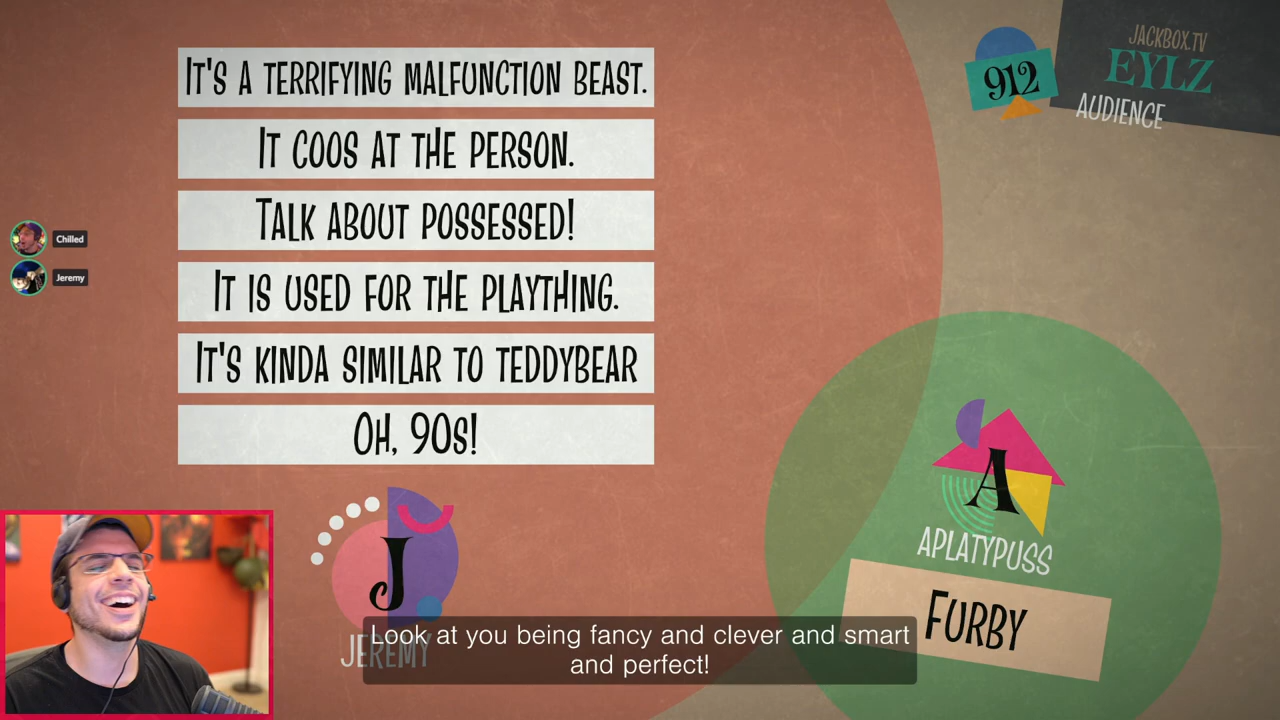 IT'S A TERRIFYING MALFUNCTION BEAST.
IT COOS AT THE PERSON.
TALK ABOUT POSSESSED!
IT IS USED FOR THE PLAYTHING.
IT'S KINDA SIMILAR TO TEDDYBEAR
OH, 90S!
912
AUDIENCE
JACKBOX.TV
EYLZ
Chilled
Jeremy
J
JEREMY
A
APLATYPUSS
FURBY
Look at you being fancy and clever and smart
and perfect!